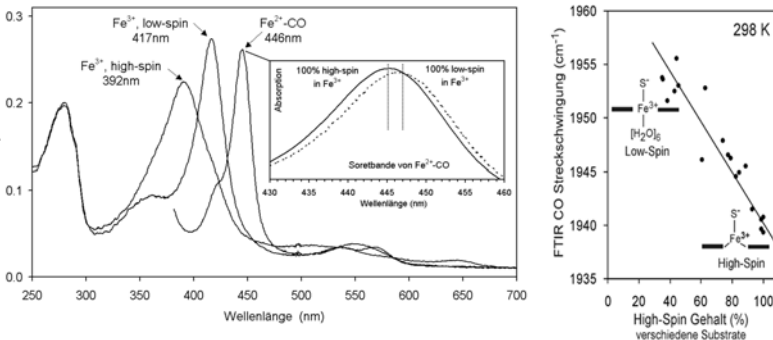 0.3
0.2
0.1
0.0
Fe³⁺, low-spin
417nm
Fe²⁺-CO
446nm
Fe³⁺, high-spin
392nm
Absorption
100% high-spin
in Fe³⁺
100% low-spin
in Fe³⁺
Soretbande von Fe²⁺-CO
430 435 440 445 450 455 460
Wellenlänge (nm)
250 300 350 400 450 500 550 600 650 700
Wellenlänge (nm)
FTIR CO Streckschwingung (cm⁻¹)
1960
1955
1950
1945
1940
1935
298 K
S⁻
Fe³⁺
[H₂O]₆
Low-Spin
S⁻
Fe³⁺
High-Spin
0 20 40 60 80 100
High-Spin Gehalt (%)
verschiedene Substrate